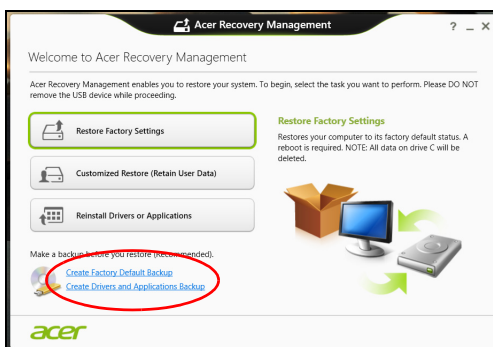 Acer Recovery Management
? _ X
Welcome to Acer Recovery Management
Acer Recovery Management enables you to restore your system. To begin, select the task you want to perform. Please DO NOT
remove the USB device while proceeding.
Restore Factory Settings
Customized Restore (Retain User Data)
Reinstall Drivers or Applications
Restore Factory Settings
Restores your computer to its factory default status. A
reboot is required. NOTE: All data on drive C will be
deleted.
Make a backup before you restore (Recommended).
Create Factory Default Backup
Create Drivers and Applications Backup
acer